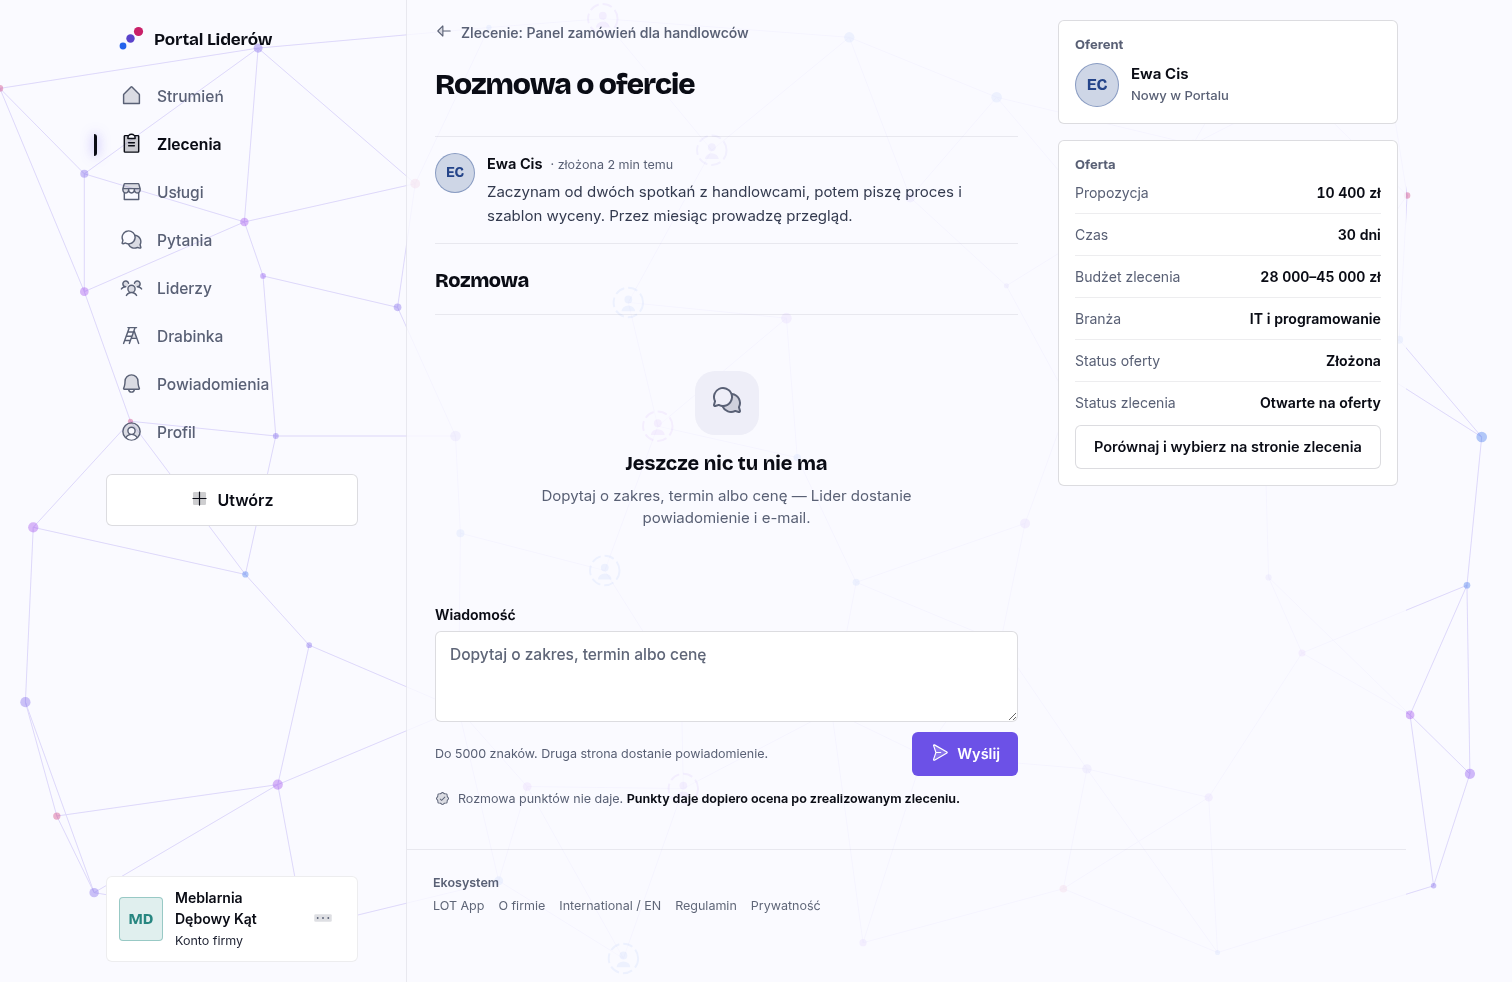 Portal Liderów
Strumień
Zlecenia
Usługi
Pytania
Liderzy
Drabinka
Powiadomienia
Profil
Utwórz
MD
Meblarnia
Dębowy Kąt
Konto firmy
Zlecenie: Panel zamówień dla handlowców
Rozmowa o ofercie
EC
Ewa Cis · złożona 2 min temu
Zaczynam od dwóch spotkań z handlowcami, potem piszę proces i
szablon wyceny. Przez miesiąc prowadzę przegląd.
Rozmowa
Jeszcze nic tu nie ma
Dopytaj o zakres, termin albo cenę — Lider dostanie
powiadomienie i e-mail.
Wiadomość
Dopytaj o zakres, termin albo cenę
Do 5000 znaków. Druga strona dostanie powiadomienie.
Wyślij
Rozmowa punktów nie daje. Punkty daje dopiero ocena po zrealizowanym zleceniu.
Ekosystem
LOT App O firmie International / EN Regulamin Prywatność
Oferent
EC
Ewa Cis
Nowy w Portalu
Oferta
Propozycja 10 400 zł
Czas 30 dni
Budżet zlecenia 28 000–45 000 zł
Branża IT i programowanie
Status oferty Złożona
Status zlecenia Otwarte na oferty
Porównaj i wybierz na stronie zlecenia